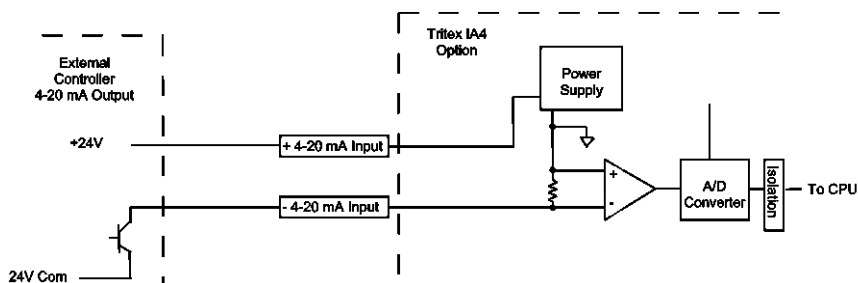 External
Controller
4-20 mA Output
Tritex IA4
Option
Power
Supply
+24V
+ 4-20 mA Input
+
-
A/D
Converter
Isolation
To CPU
- 4-20 mA Input
24V Com